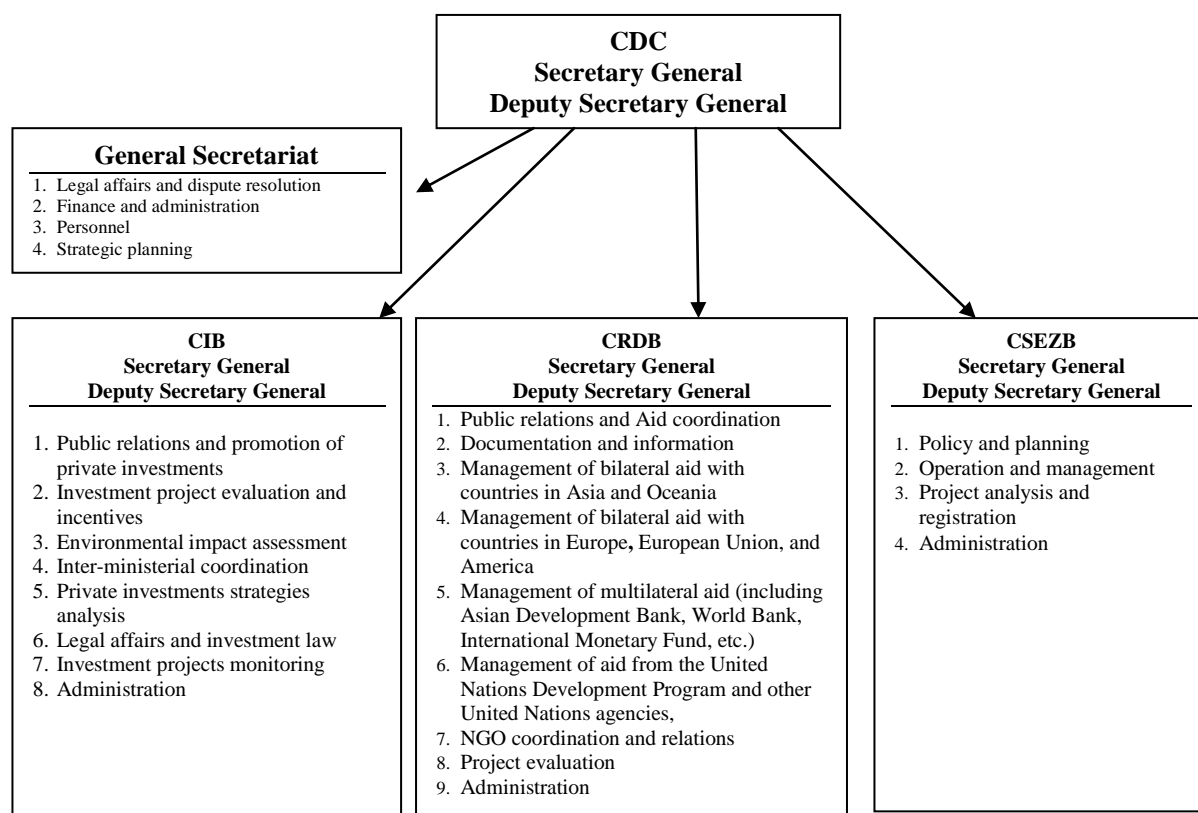 CDC
Secretary General
Deputy Secretary General
General Secretariat
1. Legal affairs and dispute resolution
2. Finance and administration
3. Personnel
4. Strategic planning
CIB
Secretary General
Deputy Secretary General
1. Public relations and promotion of
private investments
2. Investment project evaluation and
incentives
3. Environmental impact assessment
4. Inter-ministerial coordination
5. Private investments strategies
analysis
6. Legal affairs and investment law
7. Investment projects monitoring
8. Administration
CRDB
Secretary General
Deputy Secretary General
1. Public relations and Aid coordination
2. Documentation and information
3. Management of bilateral aid with
countries in Asia and Oceania
4. Management of bilateral aid with
countries in Europe, European Union, and
America
5. Management of multilateral aid (including
Asian Development Bank, World Bank,
International Monetary Fund, etc.)
6. Management of aid from the United
Nations Development Program and other
United Nations agencies,
7. NGO coordination and relations
8. Project evaluation
9. Administration
CSEZB
Secretary General
Deputy Secretary General
1. Policy and planning
2. Operation and management
3. Project analysis and
registration
4. Administration